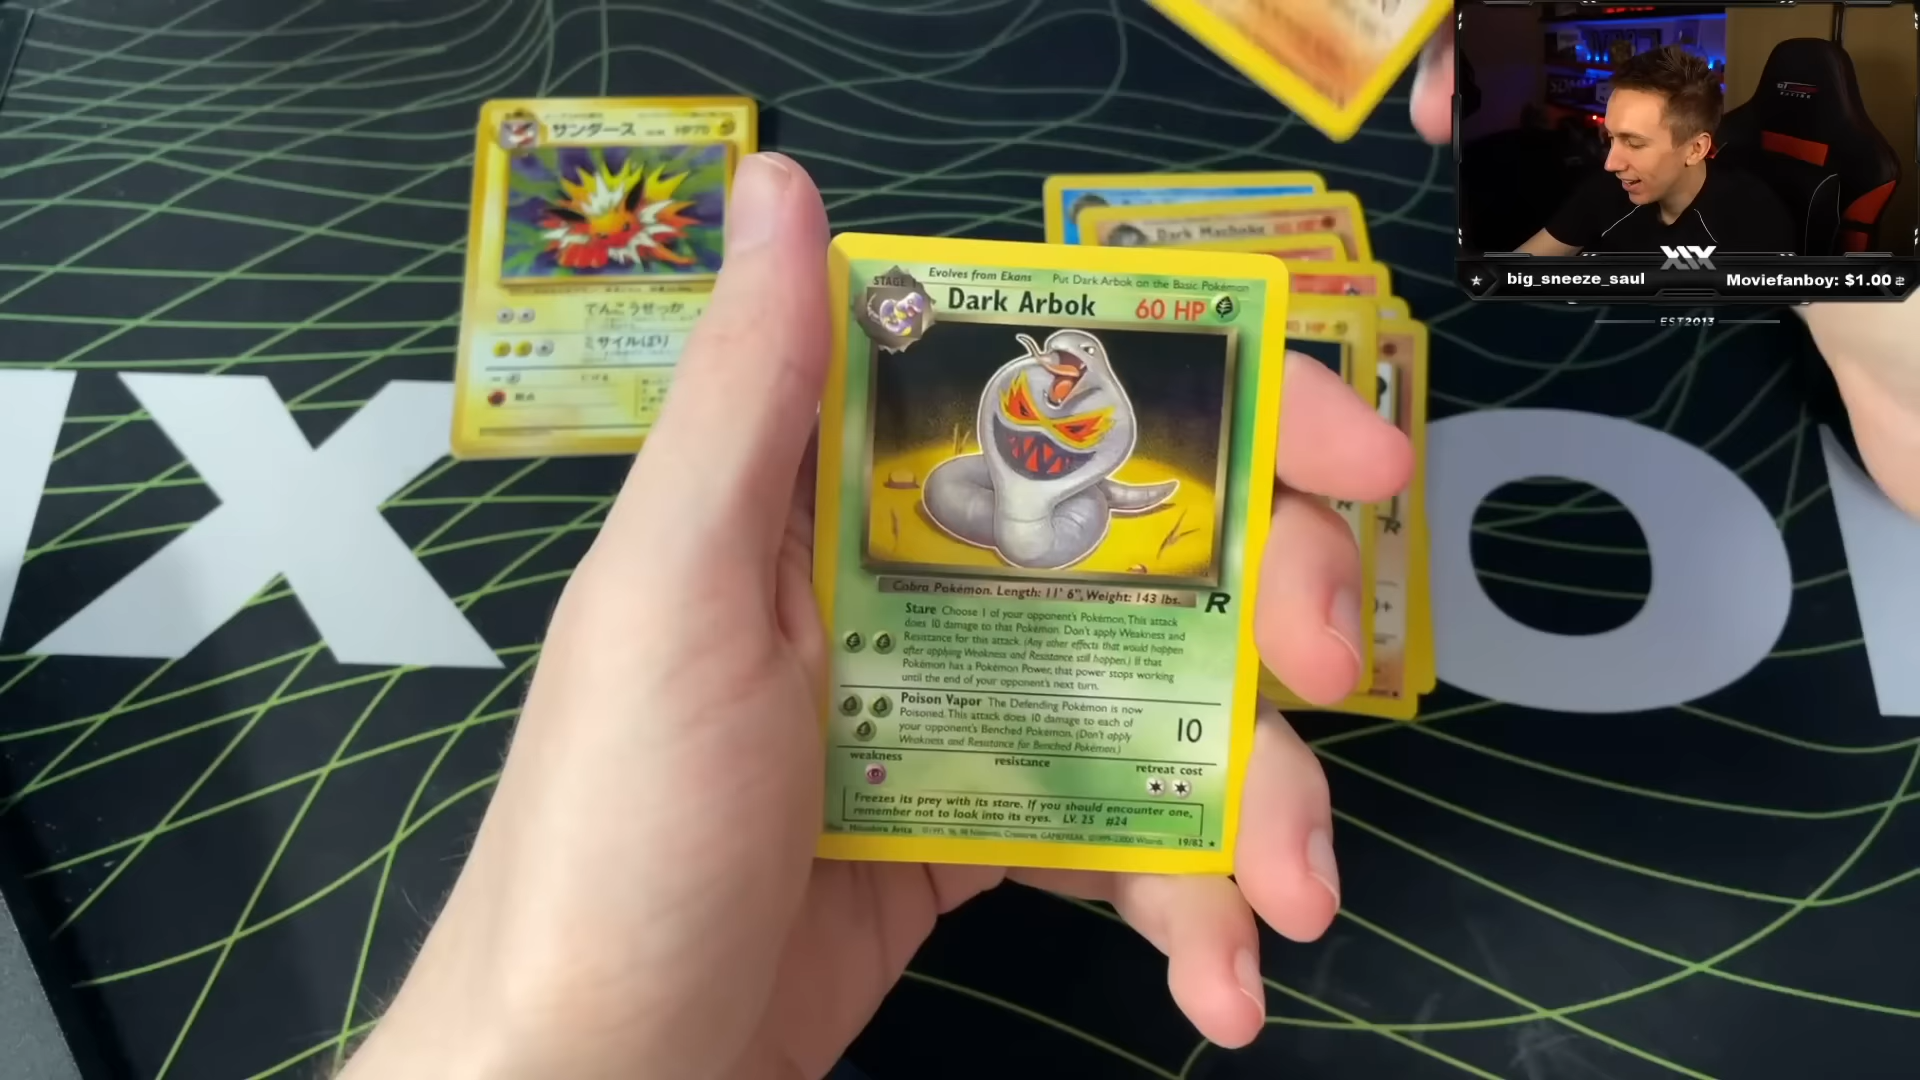 サンダース HP70
でんこうせっか
ミサイルばり
Dark Machoke
40 HP
STAGE 1
Evolves from Ekans Put Dark Arbok on the Basic Pokémon
Dark Arbok 60 HP
Cobra Pokémon. Length: 11' 6", Weight: 143 lbs.
R
Stare Choose 1 of your opponent's Pokémon. This attack
does 10 damage to that Pokémon. Don't apply Weakness and
Resistance for this attack. (Any other effects that would happen
after applying Weakness and Resistance still happen.) If that
Pokémon has a Pokémon Power, that power stops working
until the end of your opponent's next turn.
Poison Vapor The Defending Pokémon is now
Poisoned. This attack does 10 damage to each of
your opponent's Benched Pokémon. (Don't apply
Weakness and Resistance for Benched Pokémon.)
10
weakness resistance retreat cost
Freezes its prey with its stare. If you should encounter one,
remember not to look into its eyes. LV. 25 #24
19/82
R
R
big_sneeze_saul
Moviefanboy: $1.00
EST2013
XIX
X O